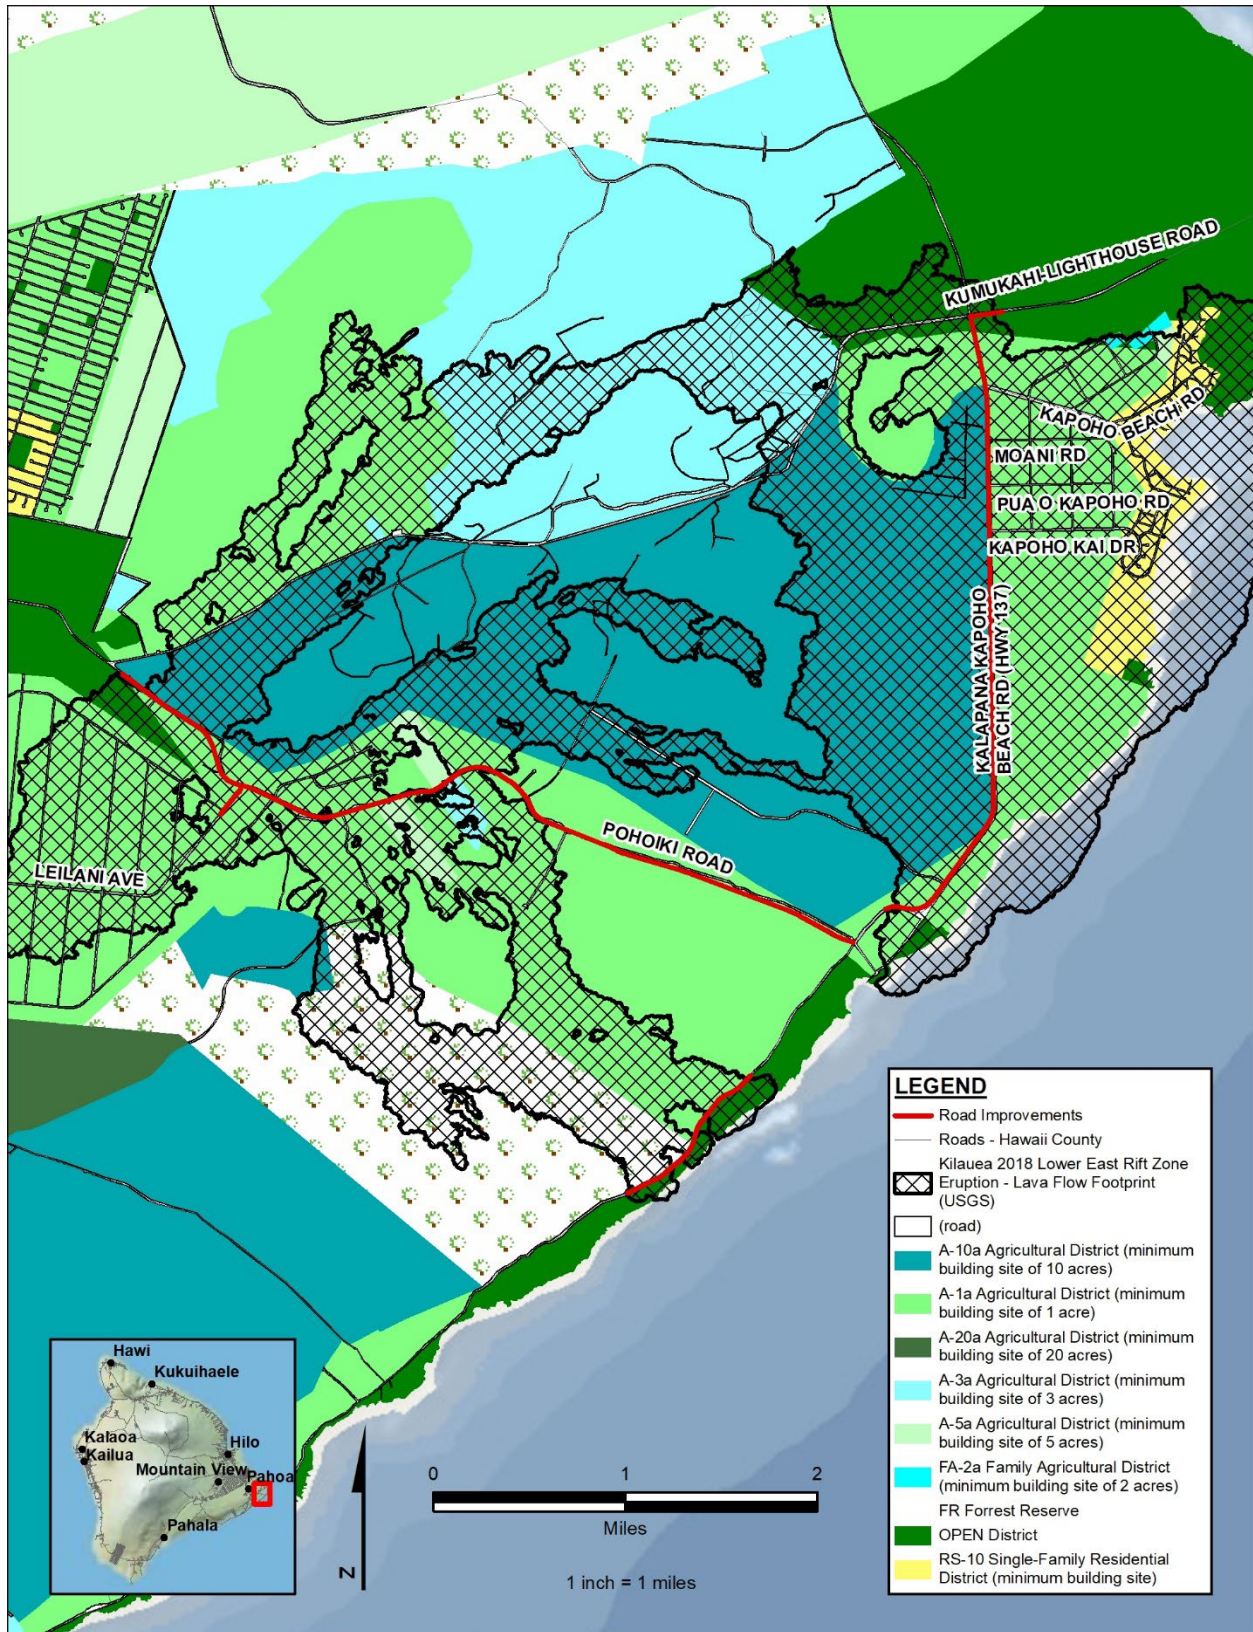 KUMUKAHI-LIGHTHOUSE ROAD
KAPOHO BEACH RD
MOANI RD
PUA O KAPOHO RD
KAPOHO KAI DR
KALAPANA KAPOHO
BEACH RD (HWY 137)
POHOIKI ROAD
LEILANI AVE
LEGEND
Road Improvements
Roads - Hawaii County
Kilauea 2018 Lower East Rift Zone
Eruption - Lava Flow Footprint
(USGS)
(road)
A-10a Agricultural District (minimum
building site of 10 acres)
A-1a Agricultural District (minimum
building site of 1 acre)
A-20a Agricultural District (minimum
building site of 20 acres)
A-3a Agricultural District (minimum
building site of 3 acres)
A-5a Agricultural District (minimum
building site of 5 acres)
FA-2a Family Agricultural District
(minimum building site of 2 acres)
FR Forrest Reserve
OPEN District
RS-10 Single-Family Residential
District (minimum building site)
Hawi
Kukuihaele
Kalaoa
Kailua
Hilo
Mountain View
Pahoa
Pahala
N
0 1 2
Miles
1 inch = 1 miles